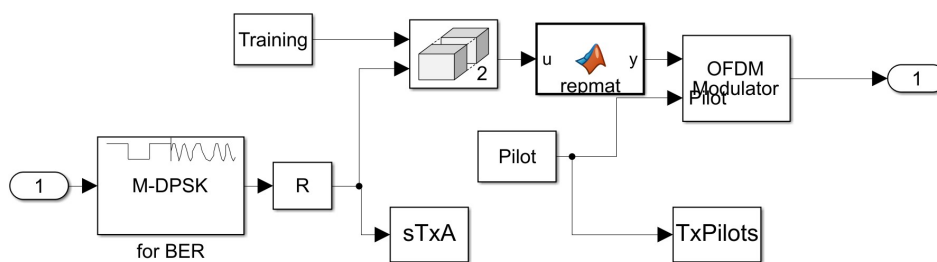 Training
2
u
y
repmat
OFDM
Modulator
Pilot
1
Pilot
1
M-DPSK
R
for BER
sTxA
TxPilots